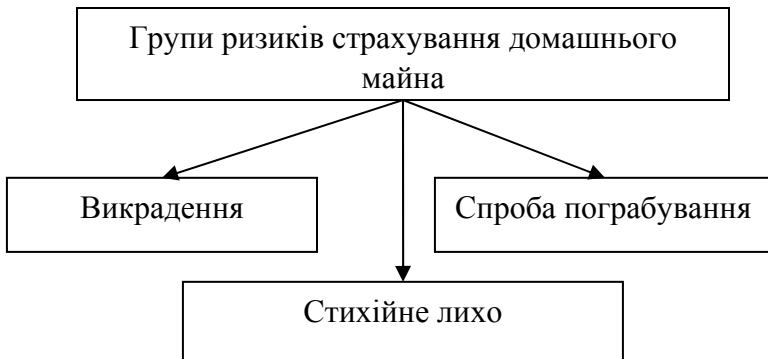 Групи ризиків страхування домашнього
майна
Викрадення
Спроба пограбування
Стихійне лихо